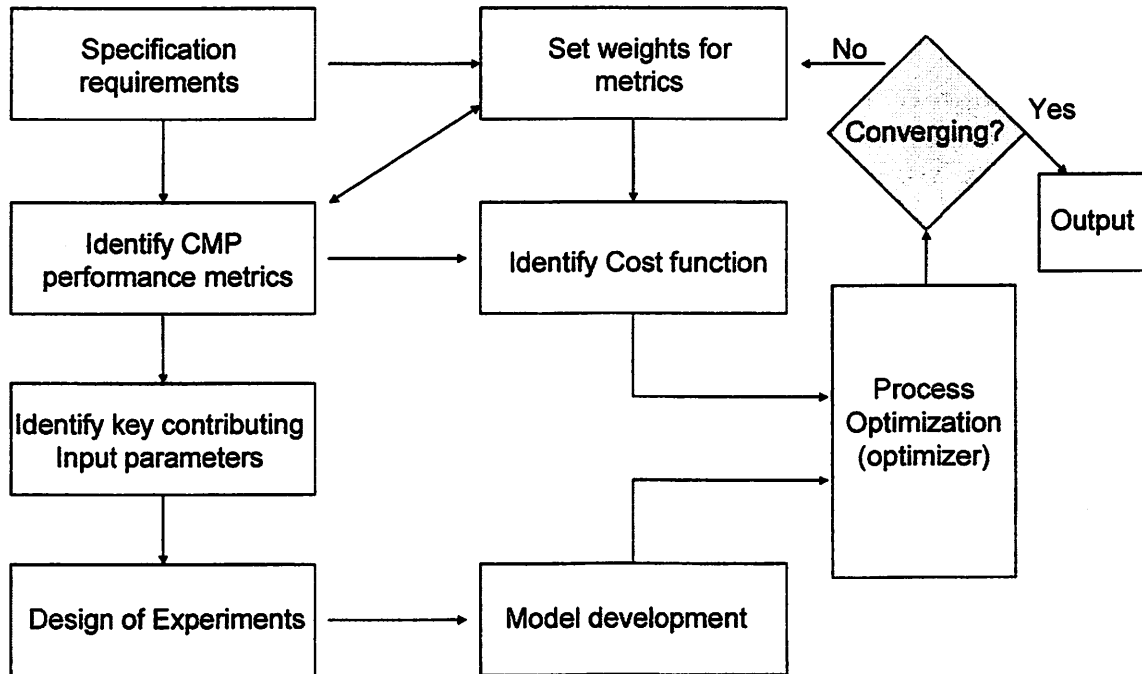 Specification
requirements
Set weights for
metrics
No
Converging?
Yes
Output
Identify CMP
performance metrics
Identify Cost function
Process
Optimization
(optimizer)
Identify key contributing
Input parameters
Design of Experiments
Model development